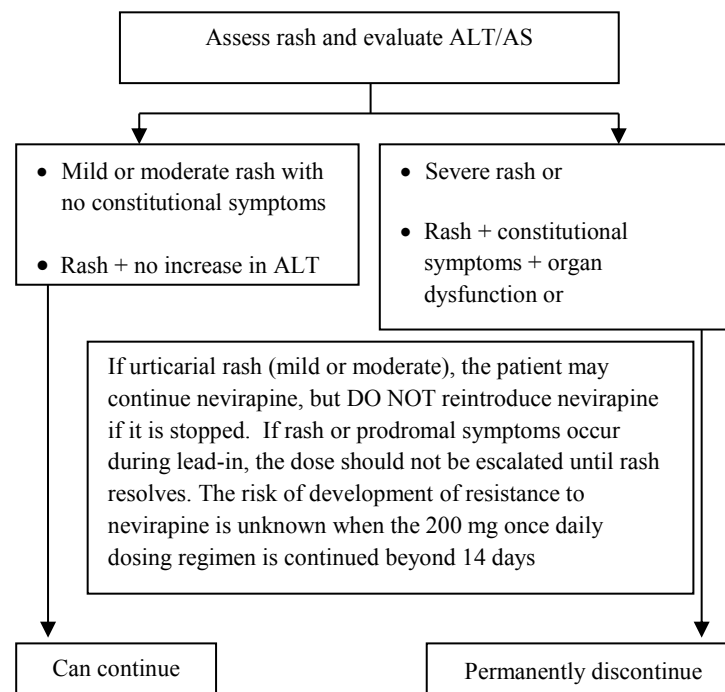 Assess rash and evaluate ALT/AS
• Mild or moderate rash with
no constitutional symptoms
• Rash + no increase in ALT
• Severe rash or
• Rash + constitutional
symptoms + organ
dysfunction or
If urticarial rash (mild or moderate), the patient may
continue nevirapine, but DO NOT reintroduce nevirapine
if it is stopped.  If rash or prodromal symptoms occur
during lead-in, the dose should not be escalated until rash
resolves. The risk of development of resistance to
nevirapine is unknown when the 200 mg once daily
dosing regimen is continued beyond 14 days
Can continue
Permanently discontinue